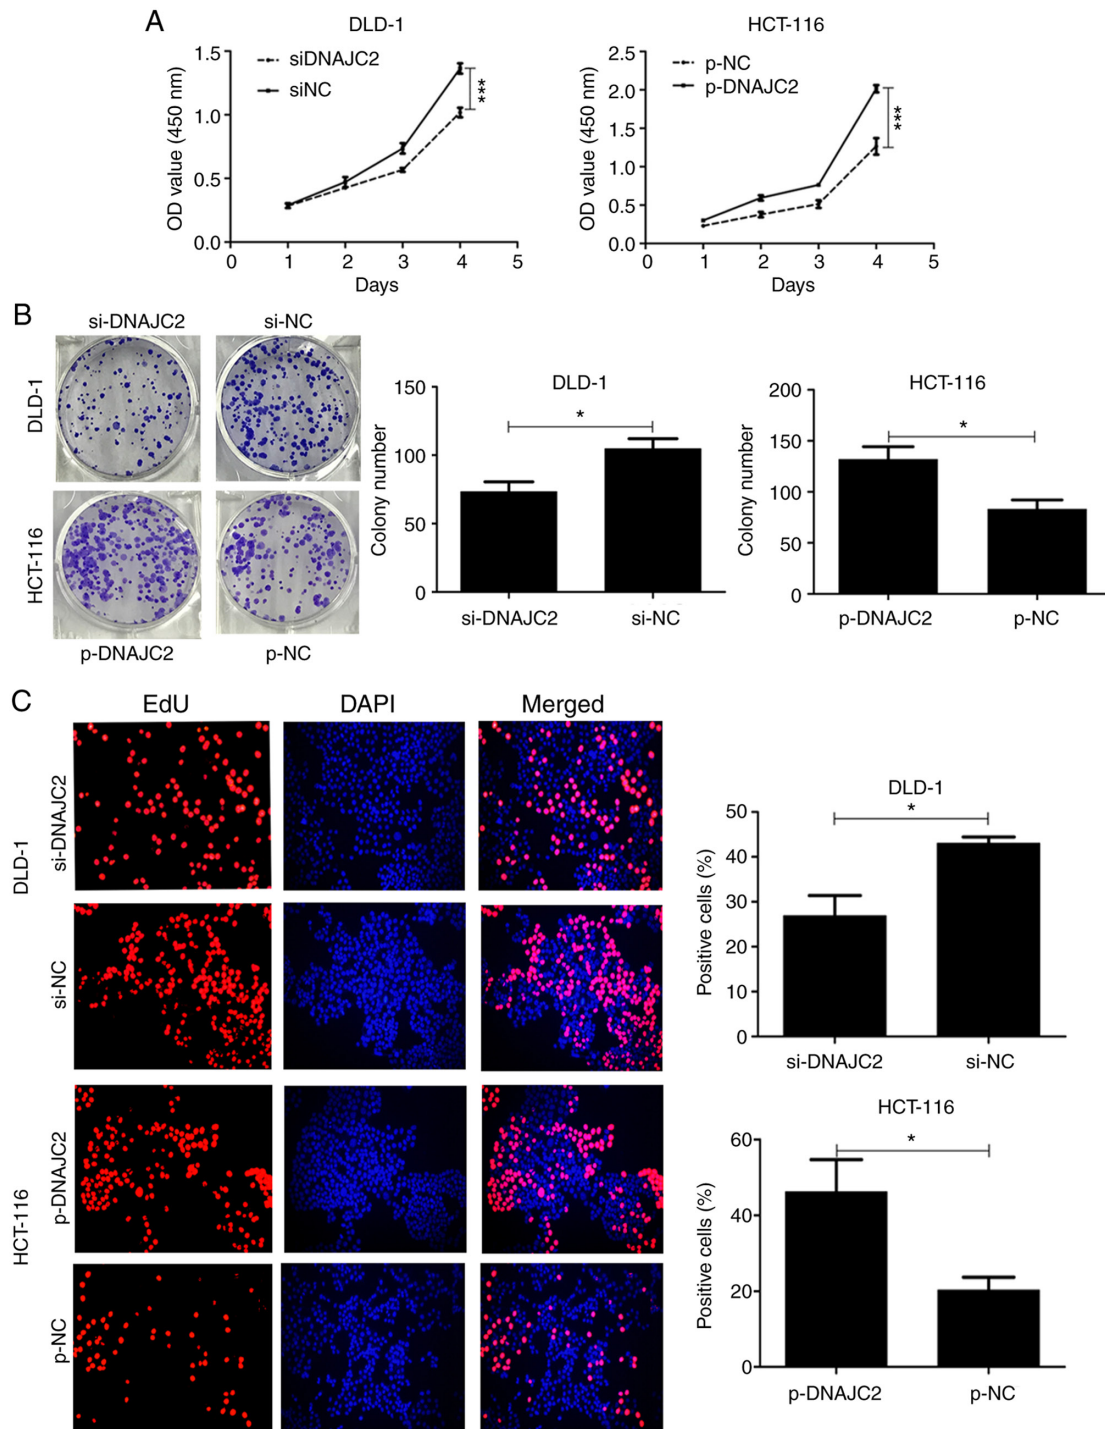 A
DLD-1
HCT-116
1.5
1.0
0.5
0.0
OD value (450 nm)
siDNAJC2
siNC
***
0
1
2
3
4
5
Days
2.5
2.0
1.5
1.0
0.5
0.0
OD value (450 nm)
p-NC
p-DNAJC2
***
0
1
2
3
4
5
Days
B
si-DNAJC2
si-NC
DLD-1
HCT-116
p-DNAJC2
p-NC
DLD-1
150
100
50
0
Colony number
*
si-DNAJC2
si-NC
HCT-116
200
150
100
50
0
Colony number
*
p-DNAJC2
p-NC
C
EdU
DAPI
Merged
DLD-1
si-DNAJC2
si-NC
HCT-116
p-DNAJC2
p-NC
DLD-1
50
40
30
20
10
0
Positive cells (%)
*
si-DNAJC2
si-NC
HCT-116
60
40
20
0
Positive cells (%)
*
p-DNAJC2
p-NC